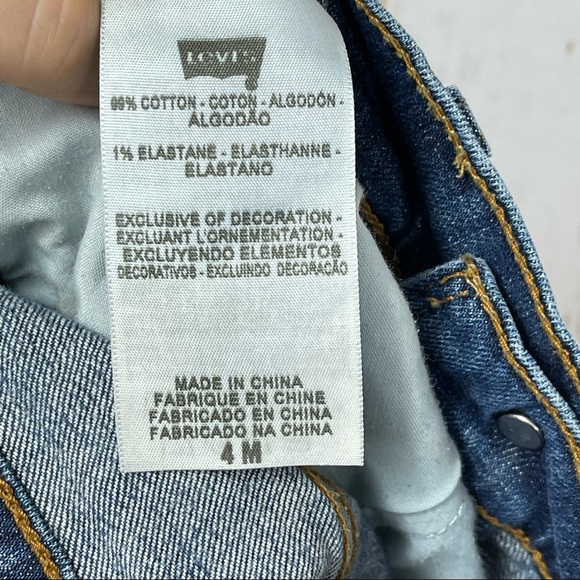 LEVI'S
99% COTTON - COTON - ALGODÓN -
ALGODÃO
1% ELASTANE - ELASTHANNE -
ELASTANO
EXCLUSIVE OF DECORATION -
EXCLUANT L'ORNEMENTATION -
EXCLUYENDO ELEMENTOS
DECORATIVOS - EXCLUINDO DECORAÇÃO
MADE IN CHINA
FABRIQUE EN CHINE
FABRICADO EN CHINA
FABRICADO NA CHINA
4 M